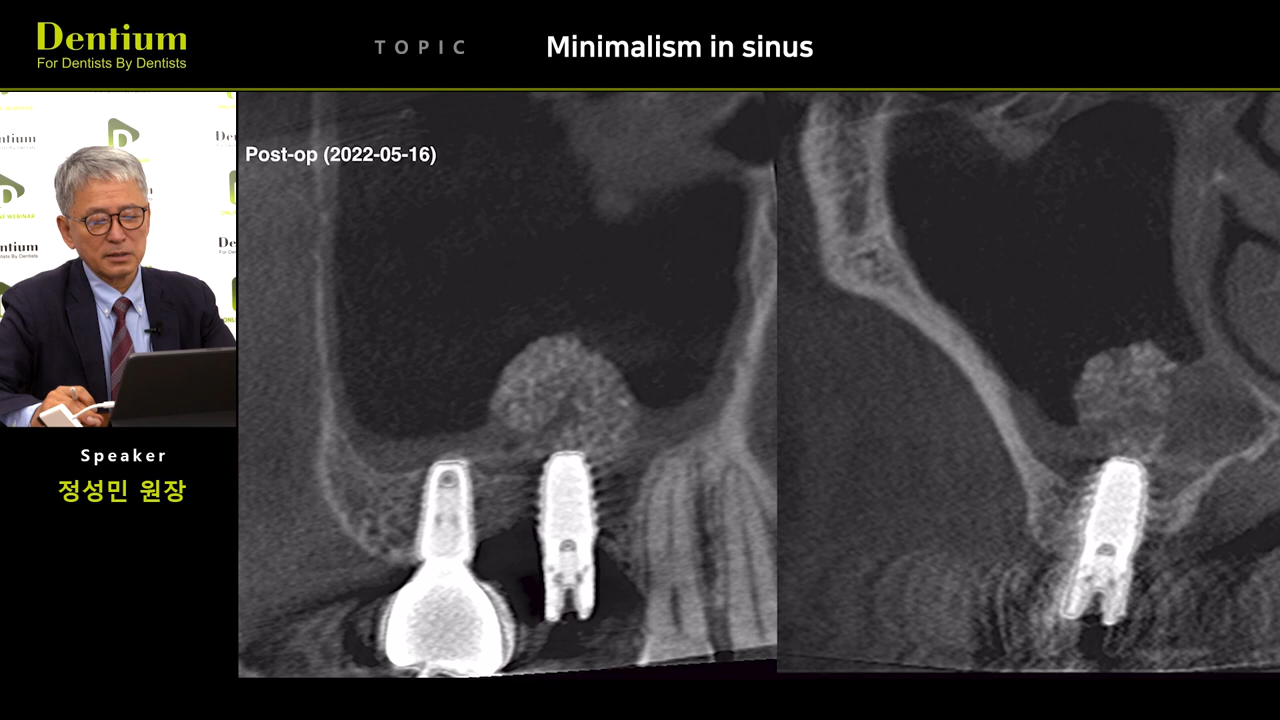 Dentium
For Dentists By Dentists
TOPIC
Minimalism in sinus
Post-op (2022-05-16)
Speaker
정성민 원장